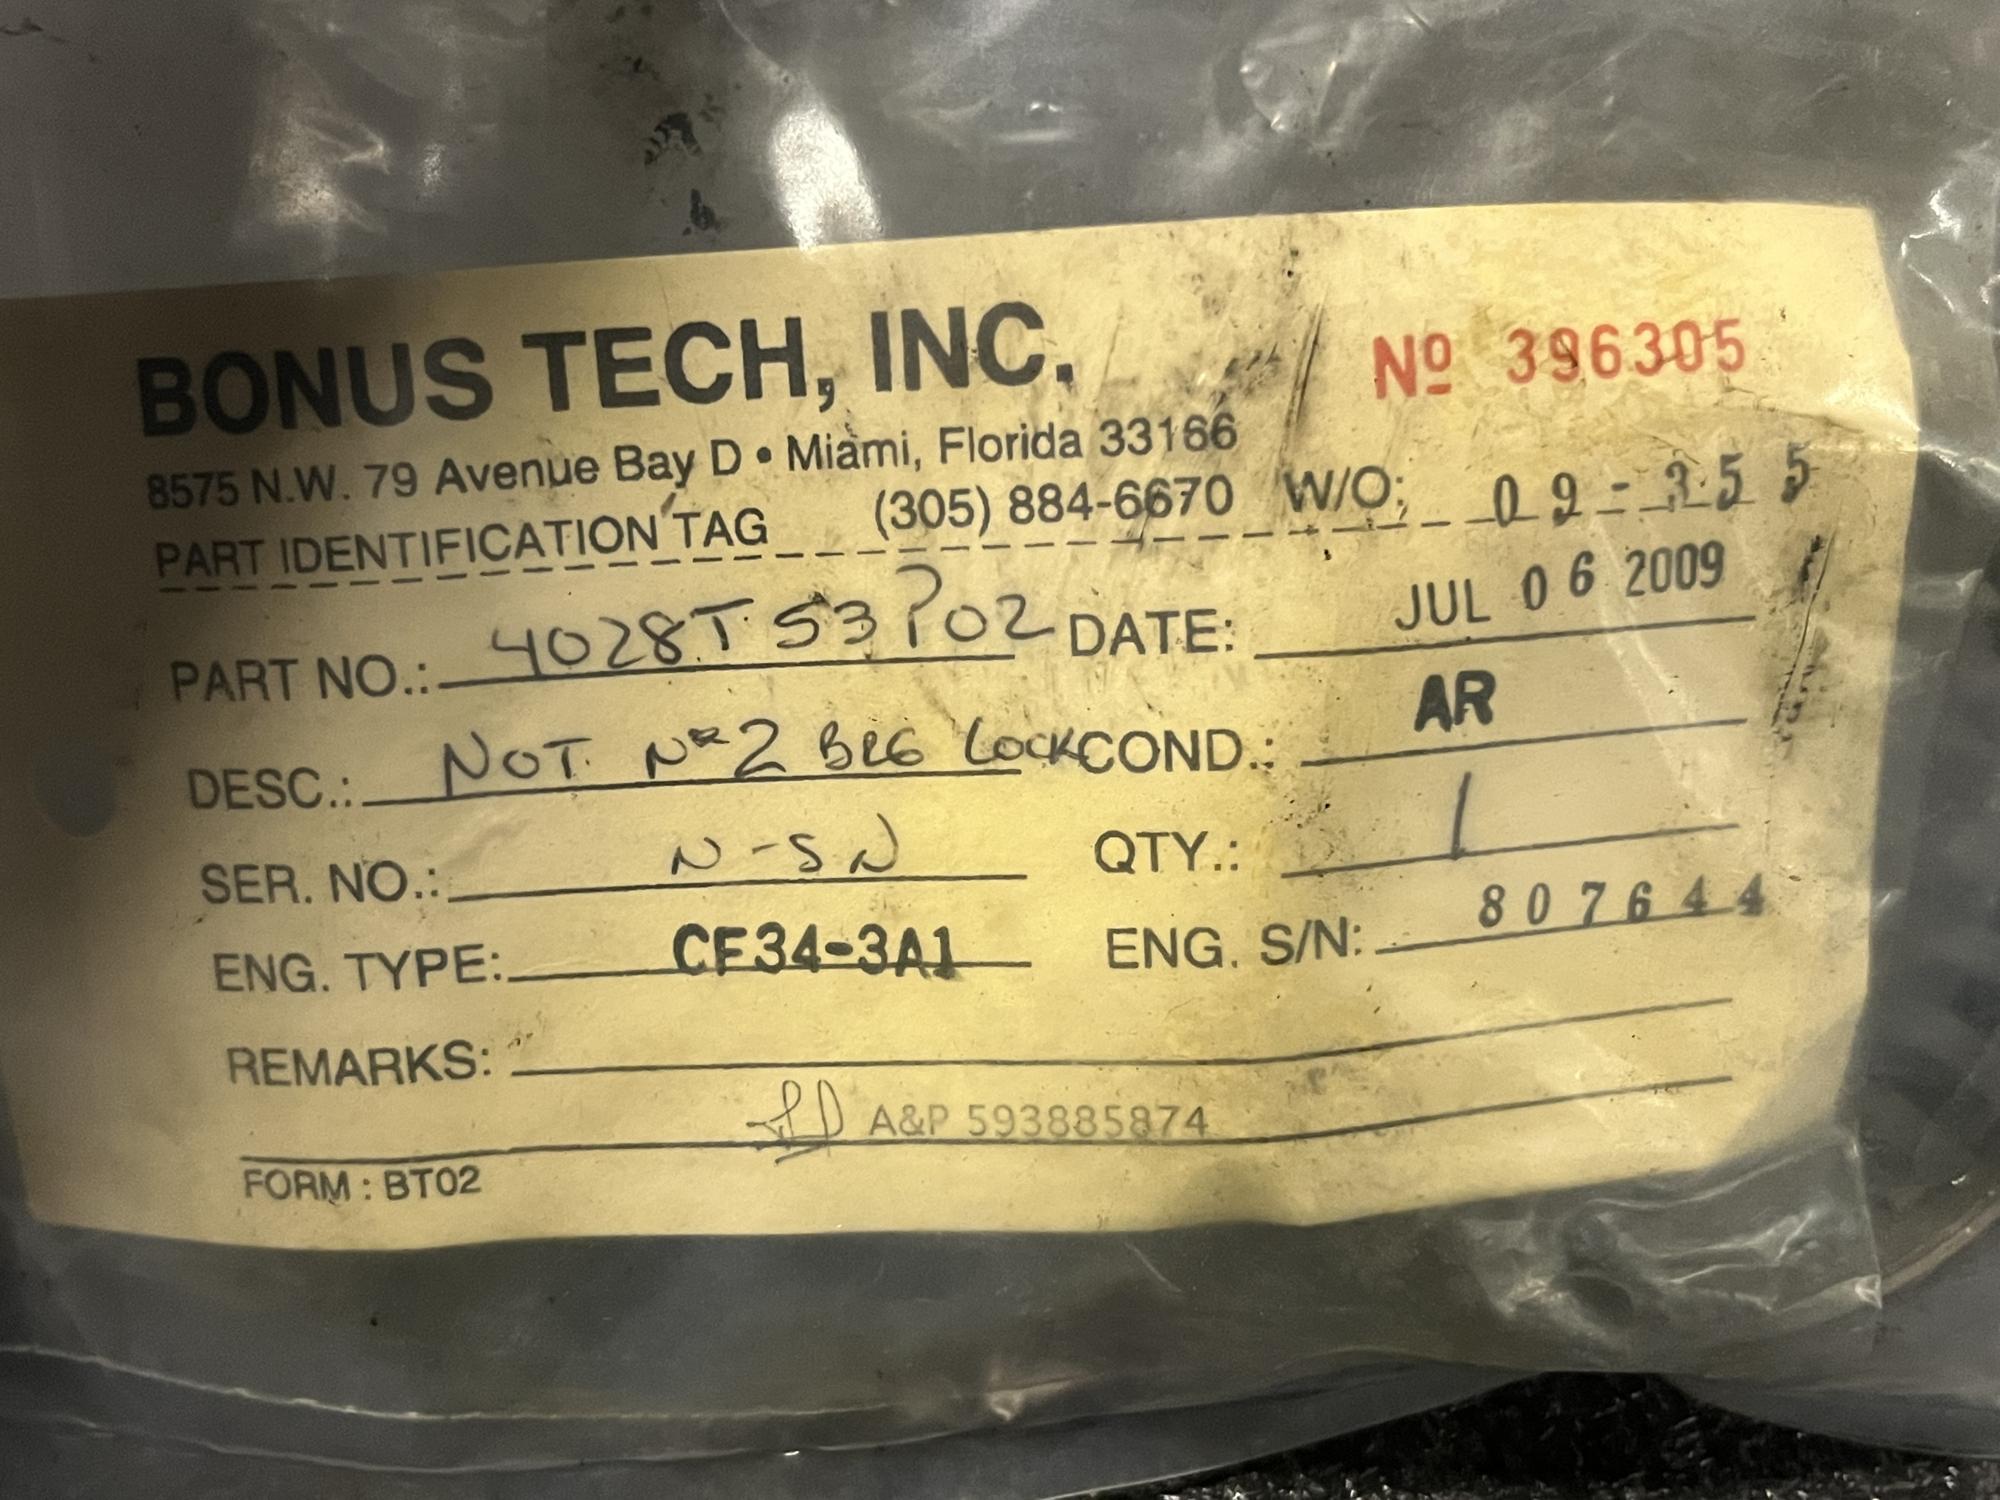 BONUS TECH, INC.
Nº 396305
8575 N.W. 79 Avenue Bay D • Miami, Florida 33166
PART IDENTIFICATION TAG (305) 884-6670 W/O: 09-355
PART NO.: 4028T53P02 DATE: JUL 06 2009
DESC.: NOT Nº2 BRG LOCK COND.: AR
SER. NO.: N-SN QTY.: 1
ENG. TYPE: CF34-3A1 ENG. S/N: 807644
REMARKS:
A&P 593885874
FORM : BT02